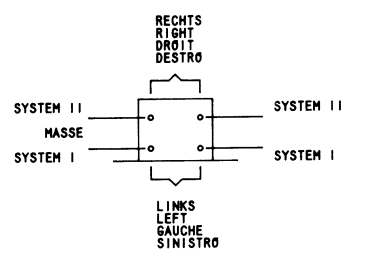 RECHTS
RIGHT
DROIT
DESTRO
SYSTEM II
SYSTEM II
MASSE
SYSTEM I
SYSTEM I
LINKS
LEFT
GAUCHE
SINISTRO